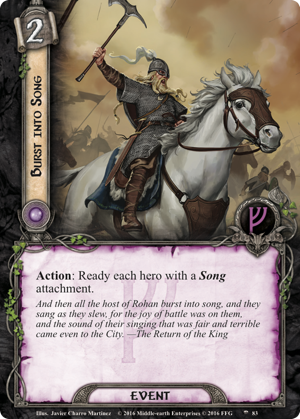 2
BURST INTO SONG
Action: Ready each hero with a Song
attachment.
And then all the host of Rohan burst into song, and they
sang as they slew, for the joy of battle was on them,
and the sound of their singing that was fair and terrible
came even to the City. —The Return of the King
EVENT
Illus. Javier Charro Martínez
© 2016 Middle-earth Enterprises © 2016 FFG
83